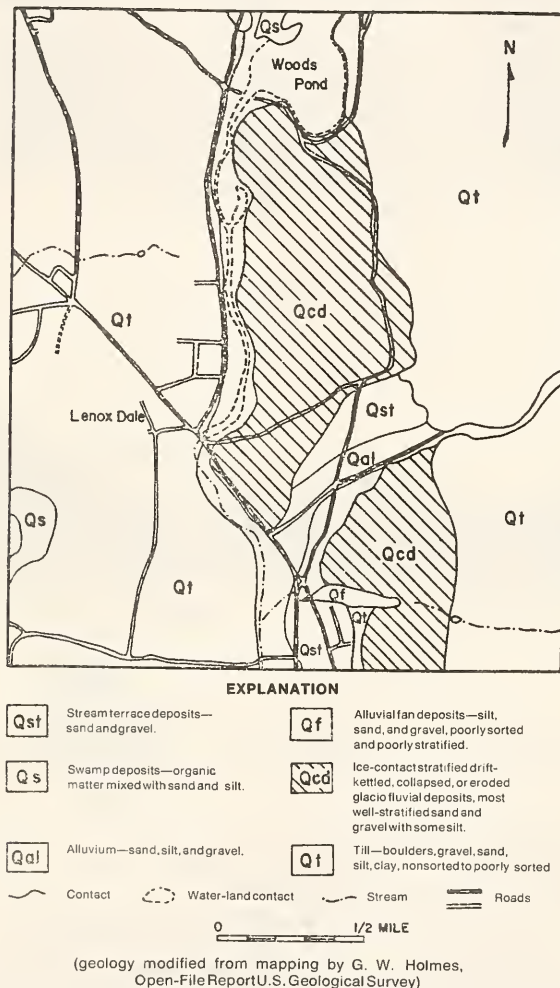 Qs
Woods
Pond
N
Qt
Qcd
Qt
Qst
Lenox Dale
Qal
Qs
Qt
Qcd
Qt
Qf
Qt
Qst
EXPLANATION
Qst
Stream terrace deposits—
sand and gravel.
Qf
Alluvial fan deposits—silt,
sand, and gravel, poorly sorted
and poorly stratified.
Qs
Swamp deposits—organic
matter mixed with sand and silt.
Qcd
Ice-contact stratified drift-
kettled, collapsed, or eroded
glacio fluvial deposits, most
well-stratified sand and
gravel with some silt.
Qal
Alluvium—sand, silt, and gravel.
Qt
Till—boulders, gravel, sand,
silt, clay, nonsorted to poorly sorted
Contact
Water-land contact
Stream
Roads
0 1/2 MILE
(geology modified from mapping by G. W. Holmes,
Open-File Report U.S. Geological Survey)